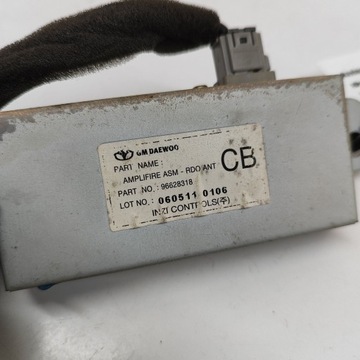 GM DAEWOO
PART NAME :
AMPLIFIRE ASM - RDO ANT
CB
PART NO. : 96628318
LOT NO. : 060511 0106
INZI CONTROLS(주)